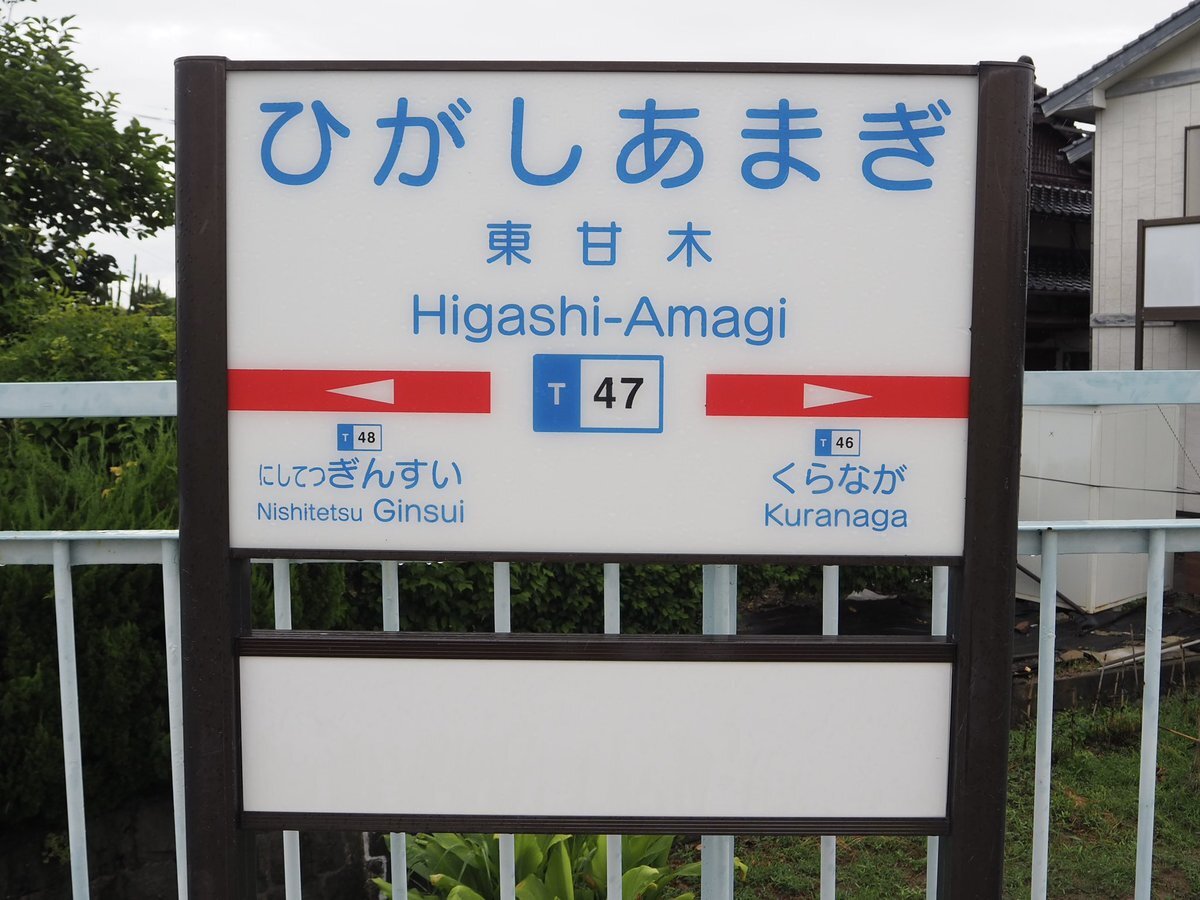 ひがしあまぎ
東甘木
Higashi-Amagi
T 47
T 48
にしてつぎんすい
Nishitetsu Ginsui
T 46
くらなが
Kuranaga